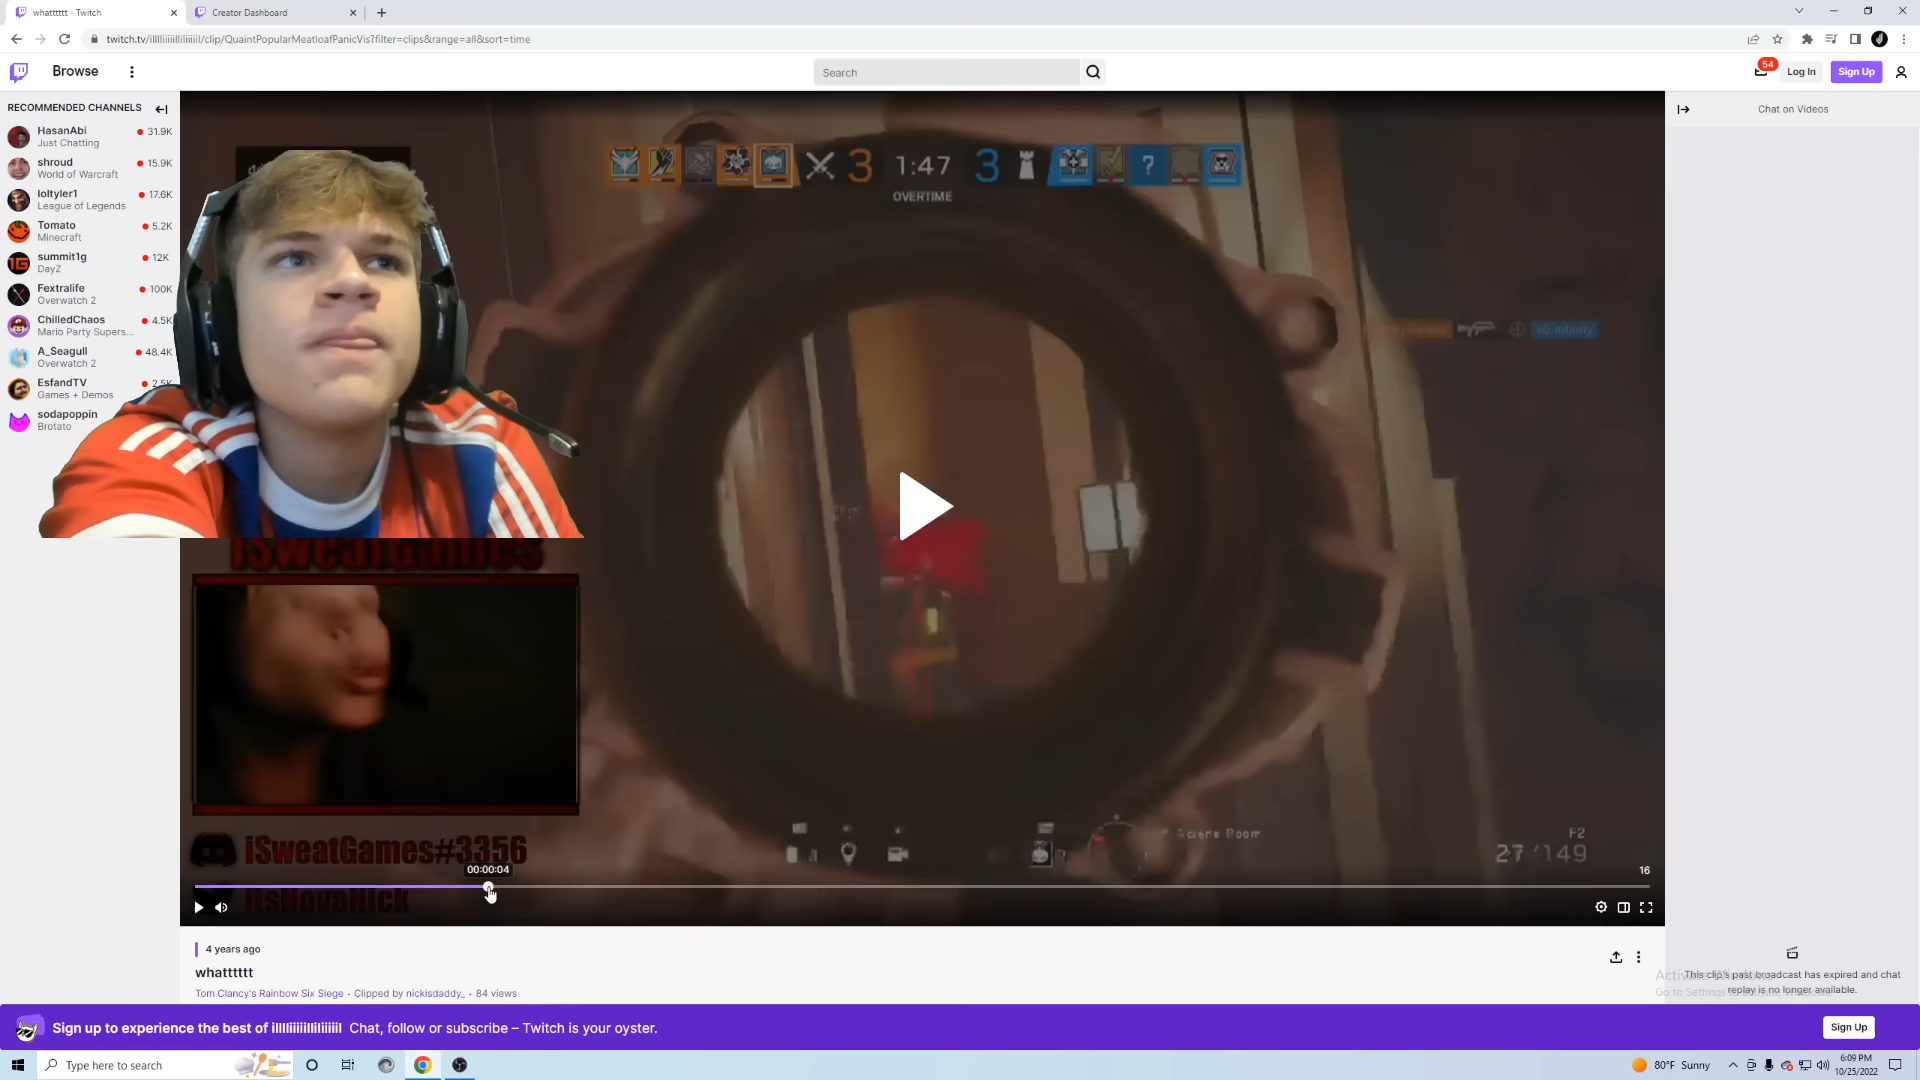 whatttttt - Twitch
Creator Dashboard
twitch.tv/illlliiiiilliliiiiil/clip/QuaintPopularMeatloafPanicVis?filter=clips&range=all&sort=time
Browse
Search
54
Log In
Sign Up
RECOMMENDED CHANNELS
HasanAbi
31.9K
Just Chatting
shroud
15.9K
World of Warcraft
loltyler1
17.6K
League of Legends
Tomato
5.2K
Minecraft
summit1g
12K
DayZ
Fextralife
100K
Overwatch 2
ChilledChaos
4.5K
Mario Party Supers...
A_Seagull
48.4K
Overwatch 2
EsfandTV
2.5K
Games + Demos
sodapoppin
Brotato
Chat on Videos
3 1:47 3
OVERTIME
iSweatGames
iSweatGames#3356
F2
27/149
00:00:04
16
4 years ago
whatttttt
Tom Clancy's Rainbow Six Siege · Clipped by nickisdaddy_ · 84 views
This clip's past broadcast has expired and chat
replay is no longer available.
Sign up to experience the best of illlliiiiilliliiiiil Chat, follow or subscribe – Twitch is your oyster.
Sign Up
Type here to search
80°F Sunny
6:09 PM
10/25/2022